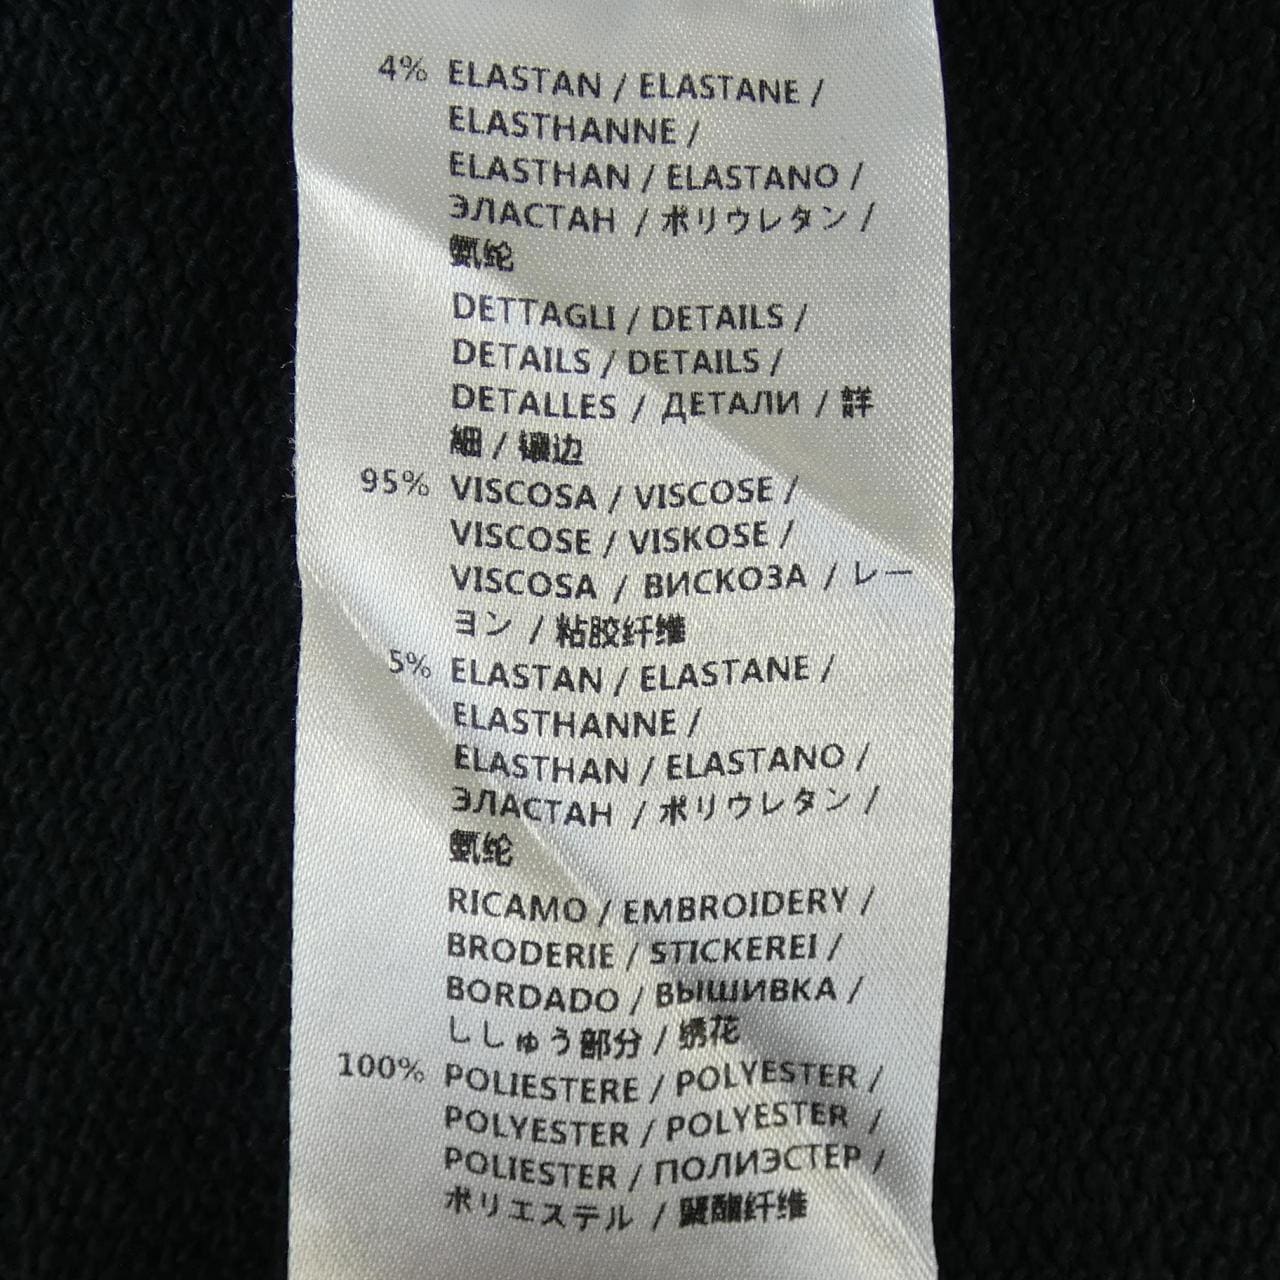 4% ELASTAN / ELASTANE /
ELASTHANNE /
ELASTHAN / ELASTANO /
ЭЛАСТАН / ポリウレタン /
氨纶
DETTAGLI / DETAILS /
DETAILS / DETAILS /
DETALLES / ДЕТАЛИ / 詳
細 / 镶边
95% VISCOSA / VISCOSE /
VISCOSE / VISKOSE /
VISCOSA / ВИСКОЗА / レー
ヨン / 粘胶纤维
5% ELASTAN / ELASTANE /
ELASTHANNE /
ELASTHAN / ELASTANO /
ЭЛАСТАН / ポリウレタン /
氨纶
RICAMO / EMBROIDERY /
BRODERIE / STICKEREI /
BORDADO / ВЫШИВКА /
ししゅう部分 / 绣花
100% POLIESTERE / POLYESTER /
POLYESTER / POLYESTER /
POLIESTER / ПОЛИЭСТЕР /
ポリエステル / 聚酯纤维